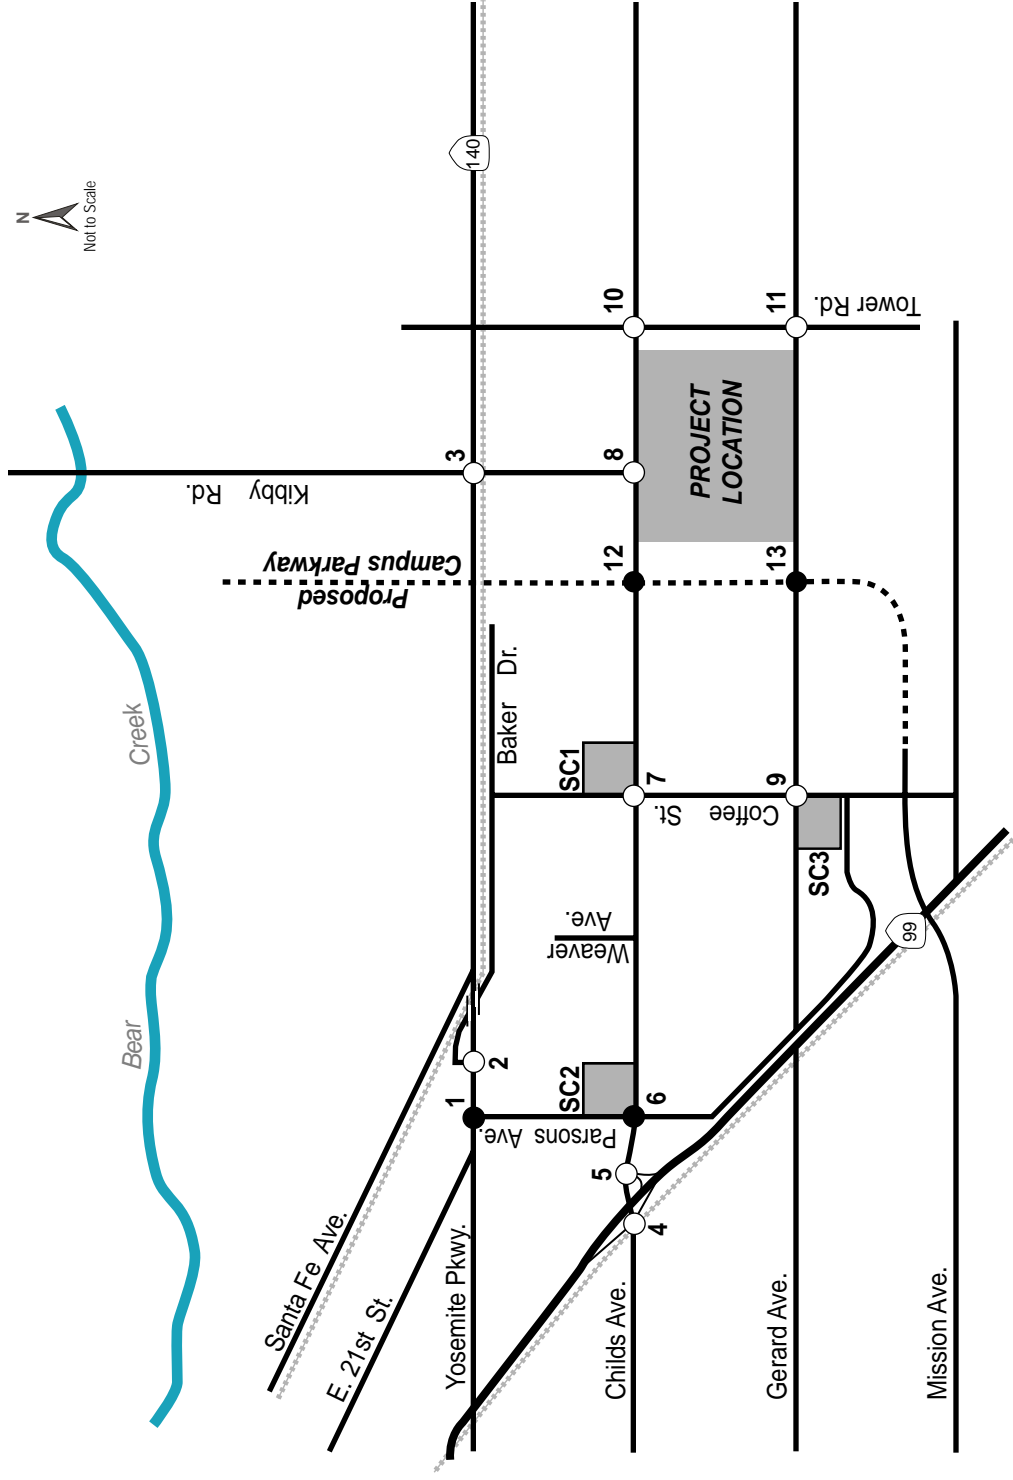 N
Not to Scale
140
Bear
Creek
Kibby Rd.
Proposed
Campus Parkway
Santa Fe Ave.
E. 21st St.
Yosemite Pkwy.
Baker Dr.
Parsons Ave.
Weaver
Ave.
Coffee St.
Tower Rd.
Childs Ave.
Gerard Ave.
Mission Ave.
99
PROJECT
LOCATION
SC1
SC2
SC3
1
2
3
4
5
6
7
8
9
10
11
12
13